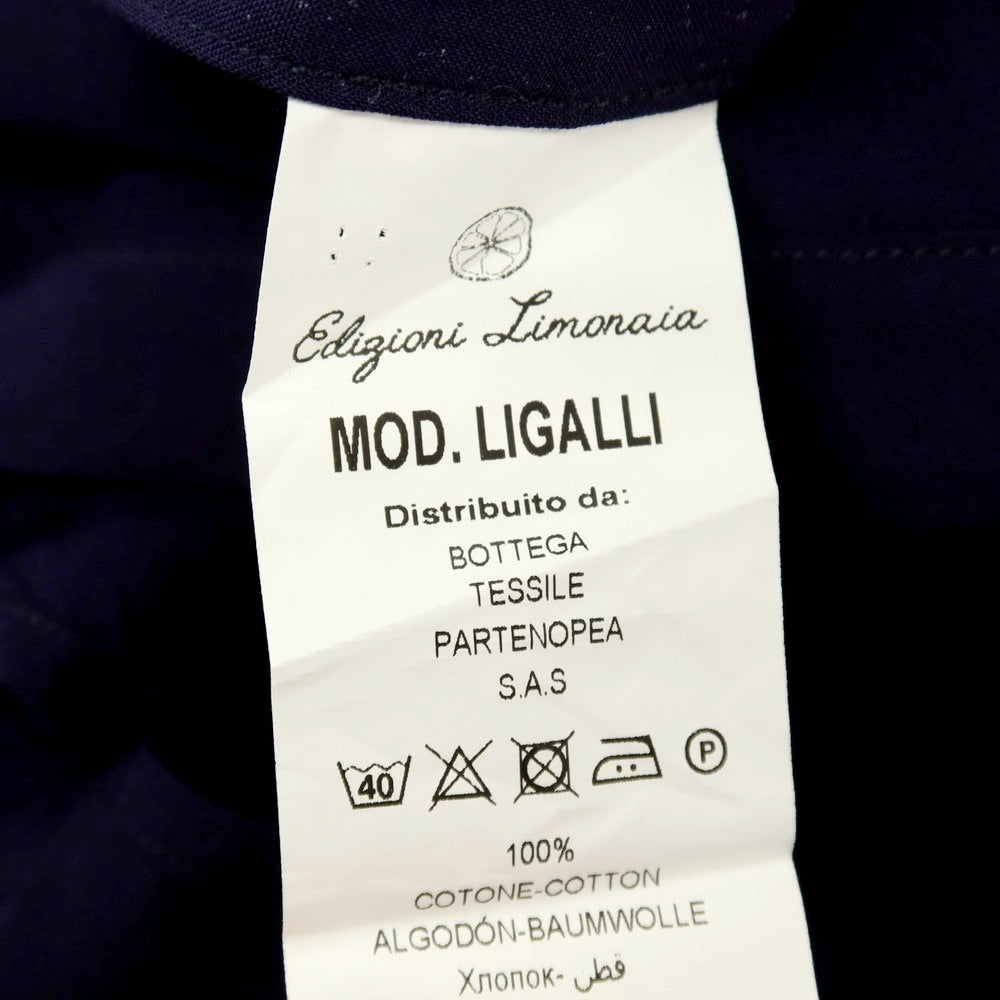 Edizioni Limonaia
MOD. LIGALLI
Distribuito da:
BOTTEGA
TESSILE
PARTENOPEA
S.A.S
40
P
100%
COTONE-COTTON
ALGODÓN-BAUMWOLLE
Хлопок- قطن